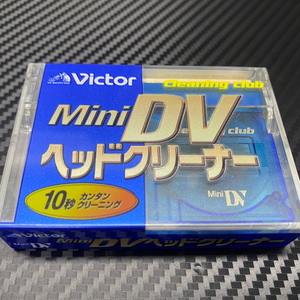 Victor
Cleaning club
Mini DV
club
ヘッドクリーナー
10秒 カンタン
クリーニング
Mini DV
Mini DV Mini DVヘッドクリーナー